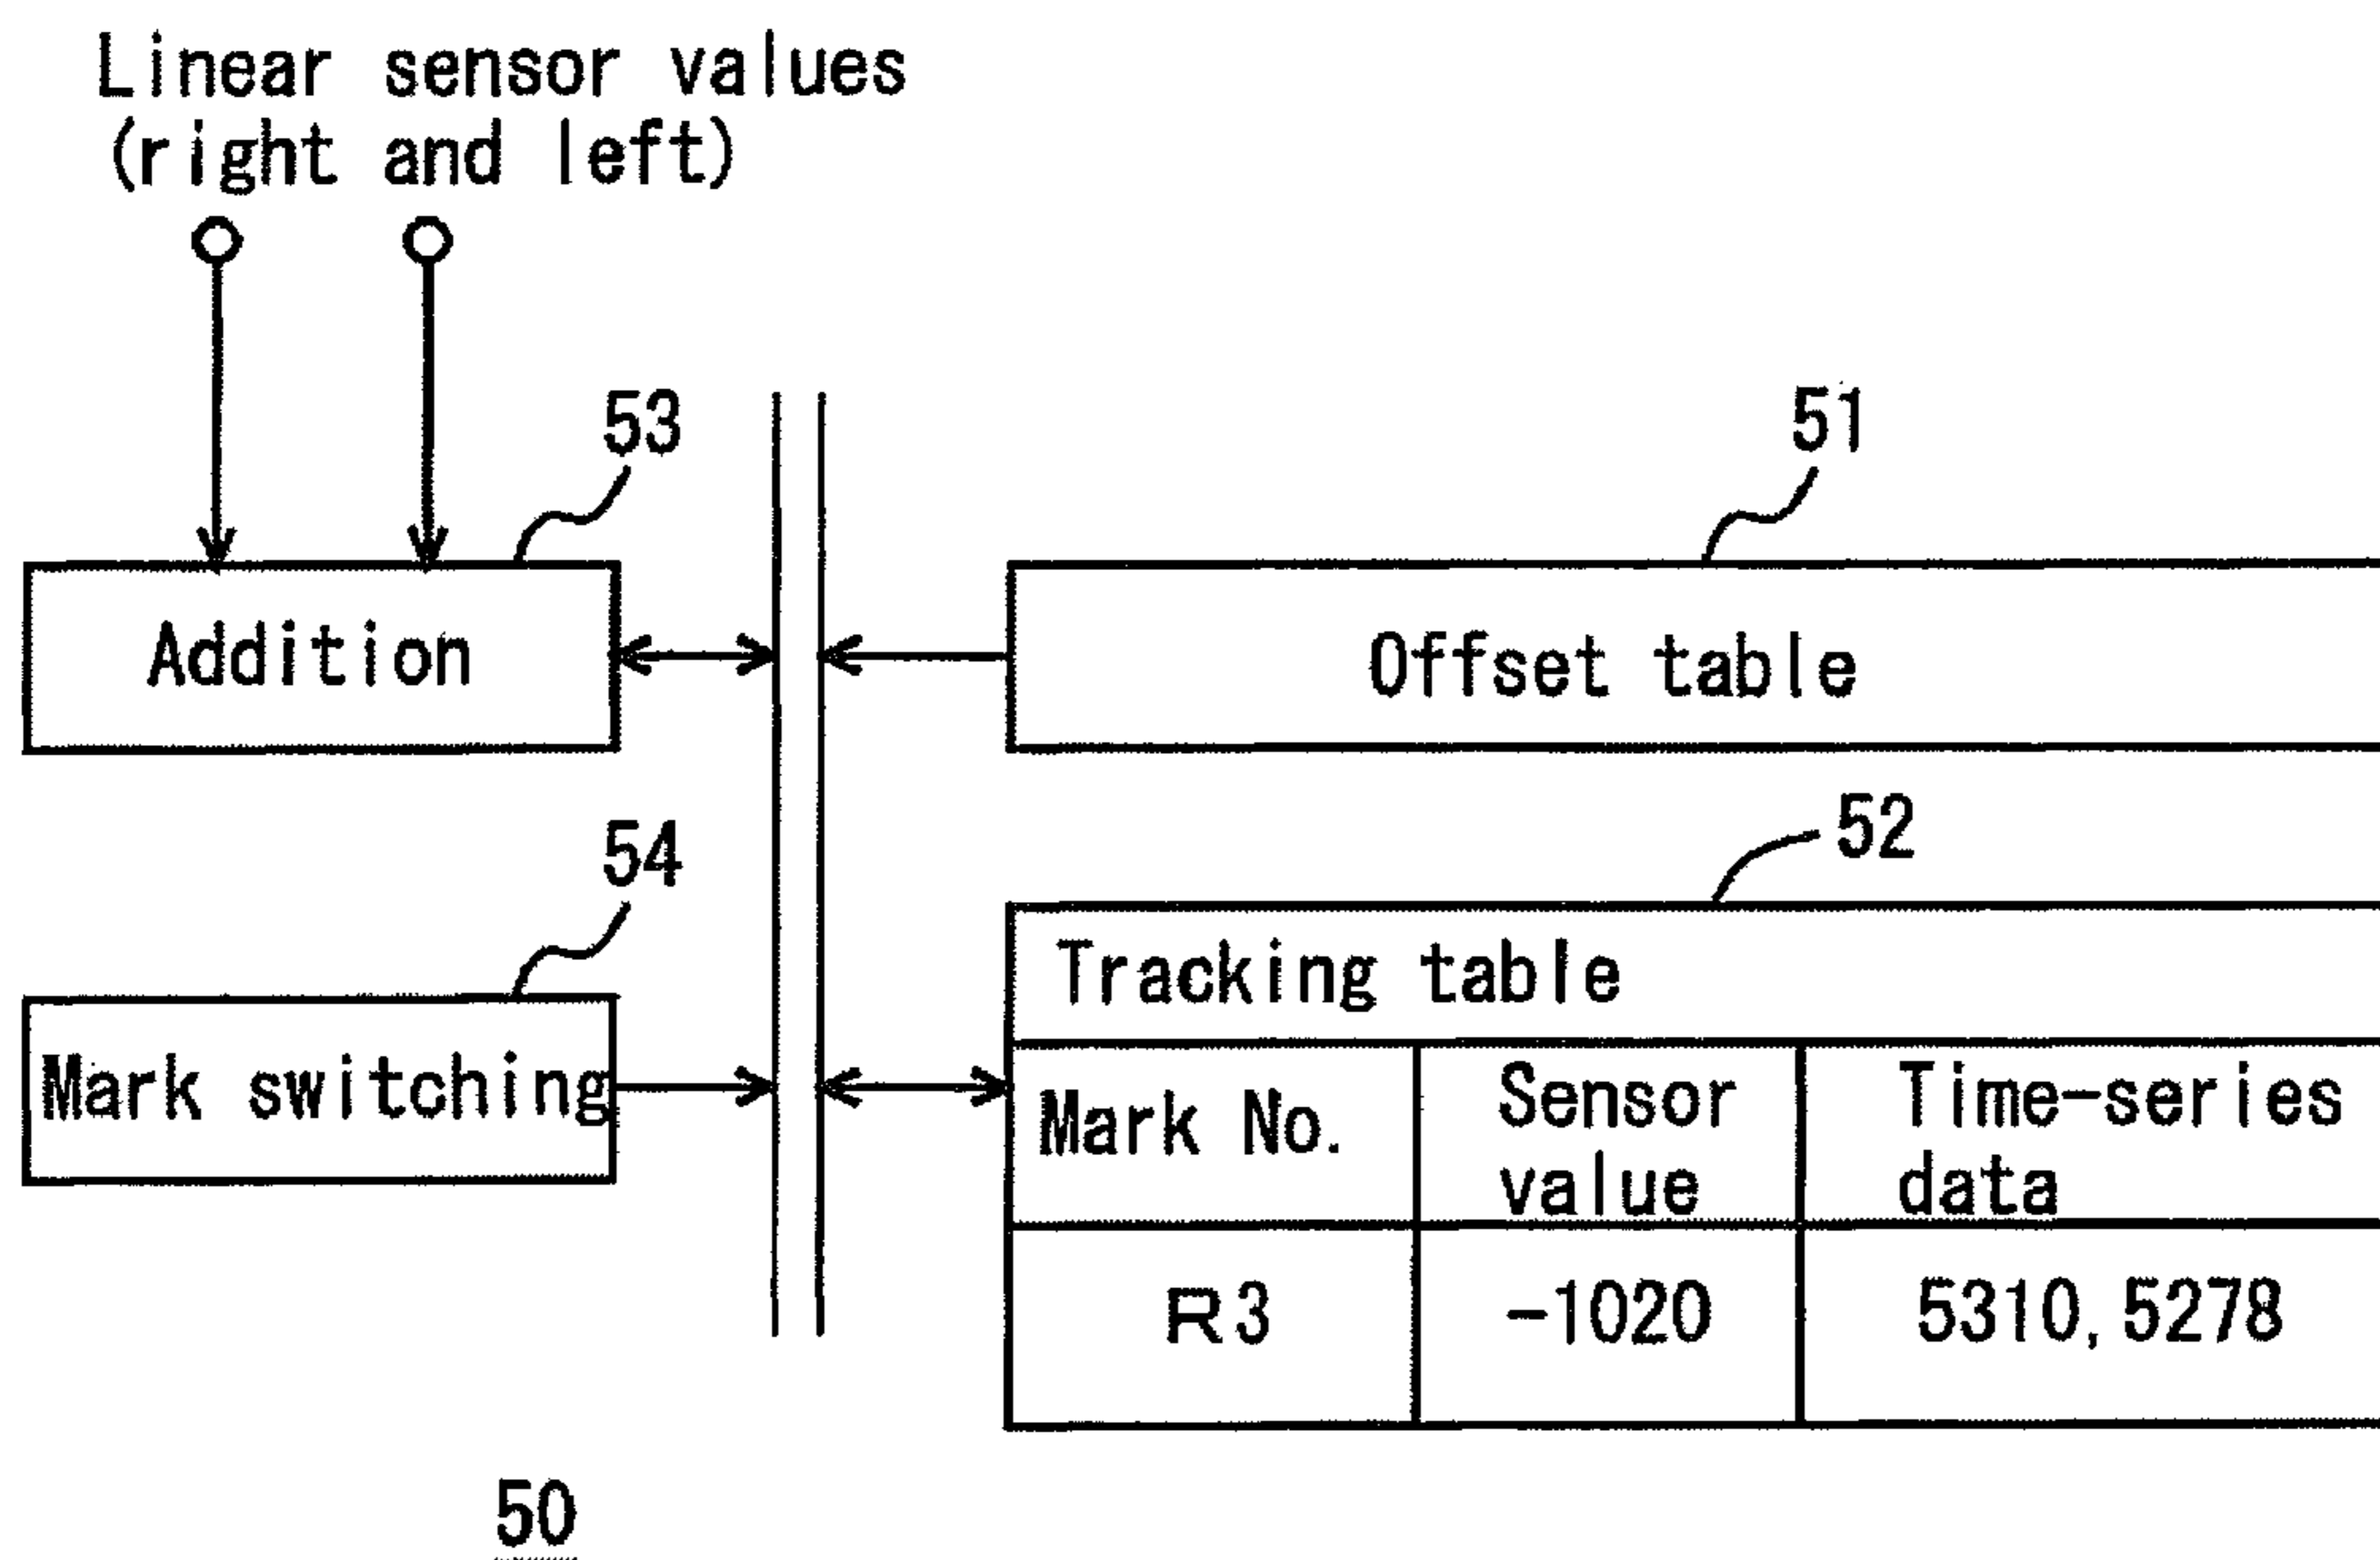 Linear sensor values
(right and left)
53
51
Addition
Offset table
54
52
Mark switching
Tracking table
Mark No.
Sensor
value
Time-series
data
R3
-1020
5310, 5278
50